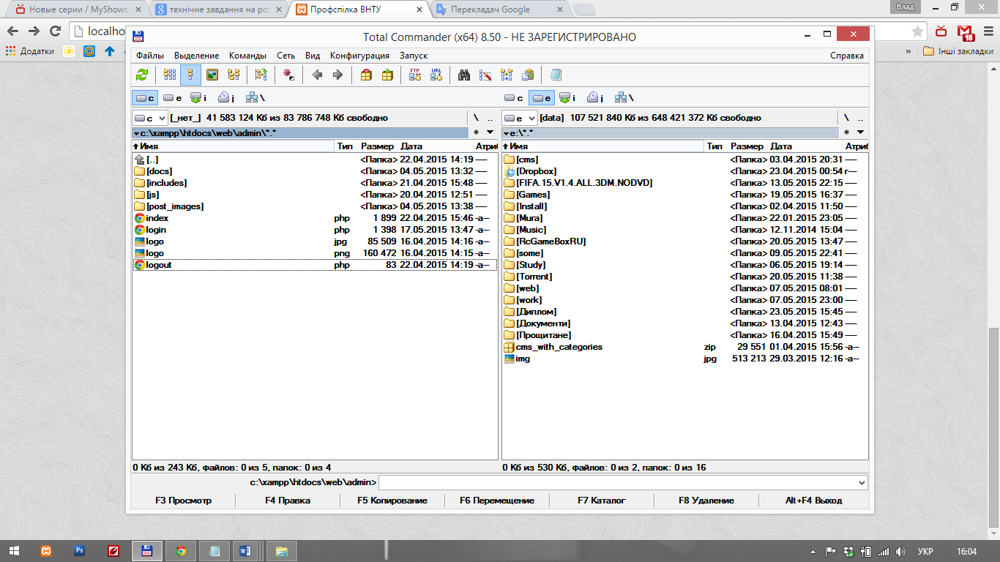 Новые серии / MyShows.
технічне завдання на роз
Профспілка ВНТУ
Перекладач Google
Влад
localho
18
Додатки
»
Інші закладки
Total Commander (x64) 8.50 - НЕ ЗАРЕГИСТРИРОВАНО
Файлы Выделение Команды Сеть Вид Конфигурация Запуск Справка
FTP URL
c e i j \
c e i j \
c [_нет_] 41 583 124 Кб из 83 786 748 Кб свободно \ ..
e [data] 107 521 840 Кб из 648 421 372 Кб свободно \ ..
c:\xampp\htdocs\web\admin\*.* *
e:\*.* *
Имя Тип Размер Дата Атриб
[..] <Папка> 22.04.2015 14:19 ----
[docs] <Папка> 04.05.2015 13:32 ----
[includes] <Папка> 21.04.2015 15:48 ----
[js] <Папка> 20.04.2015 12:51 ----
[post_images] <Папка> 04.05.2015 13:38 ----
index php 1 899 22.04.2015 15:46 -a--
login php 1 398 17.05.2015 13:47 -a--
logo jpg 85 509 16.04.2015 14:16 -a--
logo png 160 472 16.04.2015 14:15 -a--
logout php 83 22.04.2015 14:19 -a--
0 Кб из 243 Кб, файлов: 0 из 5, папок: 0 из 4
Имя Тип Размер Дата Атриб
[cms] <Папка> 03.04.2015 20:31 ----
[Dropbox] <Папка> 23.04.2015 00:54 r---
[FIFA.15.V1.4.ALL.3DM.NODVD] <Папка> 13.05.2015 22:15 ----
[Games] <Папка> 19.05.2015 16:37 ----
[Install] <Папка> 02.04.2015 11:50 ----
[Mura] <Папка> 22.01.2015 23:05 ----
[Music] <Папка> 12.11.2014 15:04 ----
[RcGameBoxRU] <Папка> 20.05.2015 13:47 ----
[some] <Папка> 09.05.2015 22:41 ----
[Study] <Папка> 06.05.2015 19:14 ----
[Torrent] <Папка> 20.05.2015 11:38 ----
[web] <Папка> 07.05.2015 08:01 ----
[work] <Папка> 07.05.2015 23:00 ----
[Диплом] <Папка> 23.05.2015 15:45 ----
[Документи] <Папка> 13.04.2015 12:43 ----
[Прощитане] <Папка> 16.04.2015 15:49 ----
cms_with_categories zip 29 551 01.04.2015 15:56 -a--
img jpg 513 213 29.03.2015 12:16 -a--
0 Кб из 530 Кб, файлов: 0 из 2, папок: 0 из 16
c:\xampp\htdocs\web\admin>
F3 Просмотр F4 Правка F5 Копирование F6 Перемещение F7 Каталог F8 Удаление Alt+F4 Выход
Ps
УКР
16:04